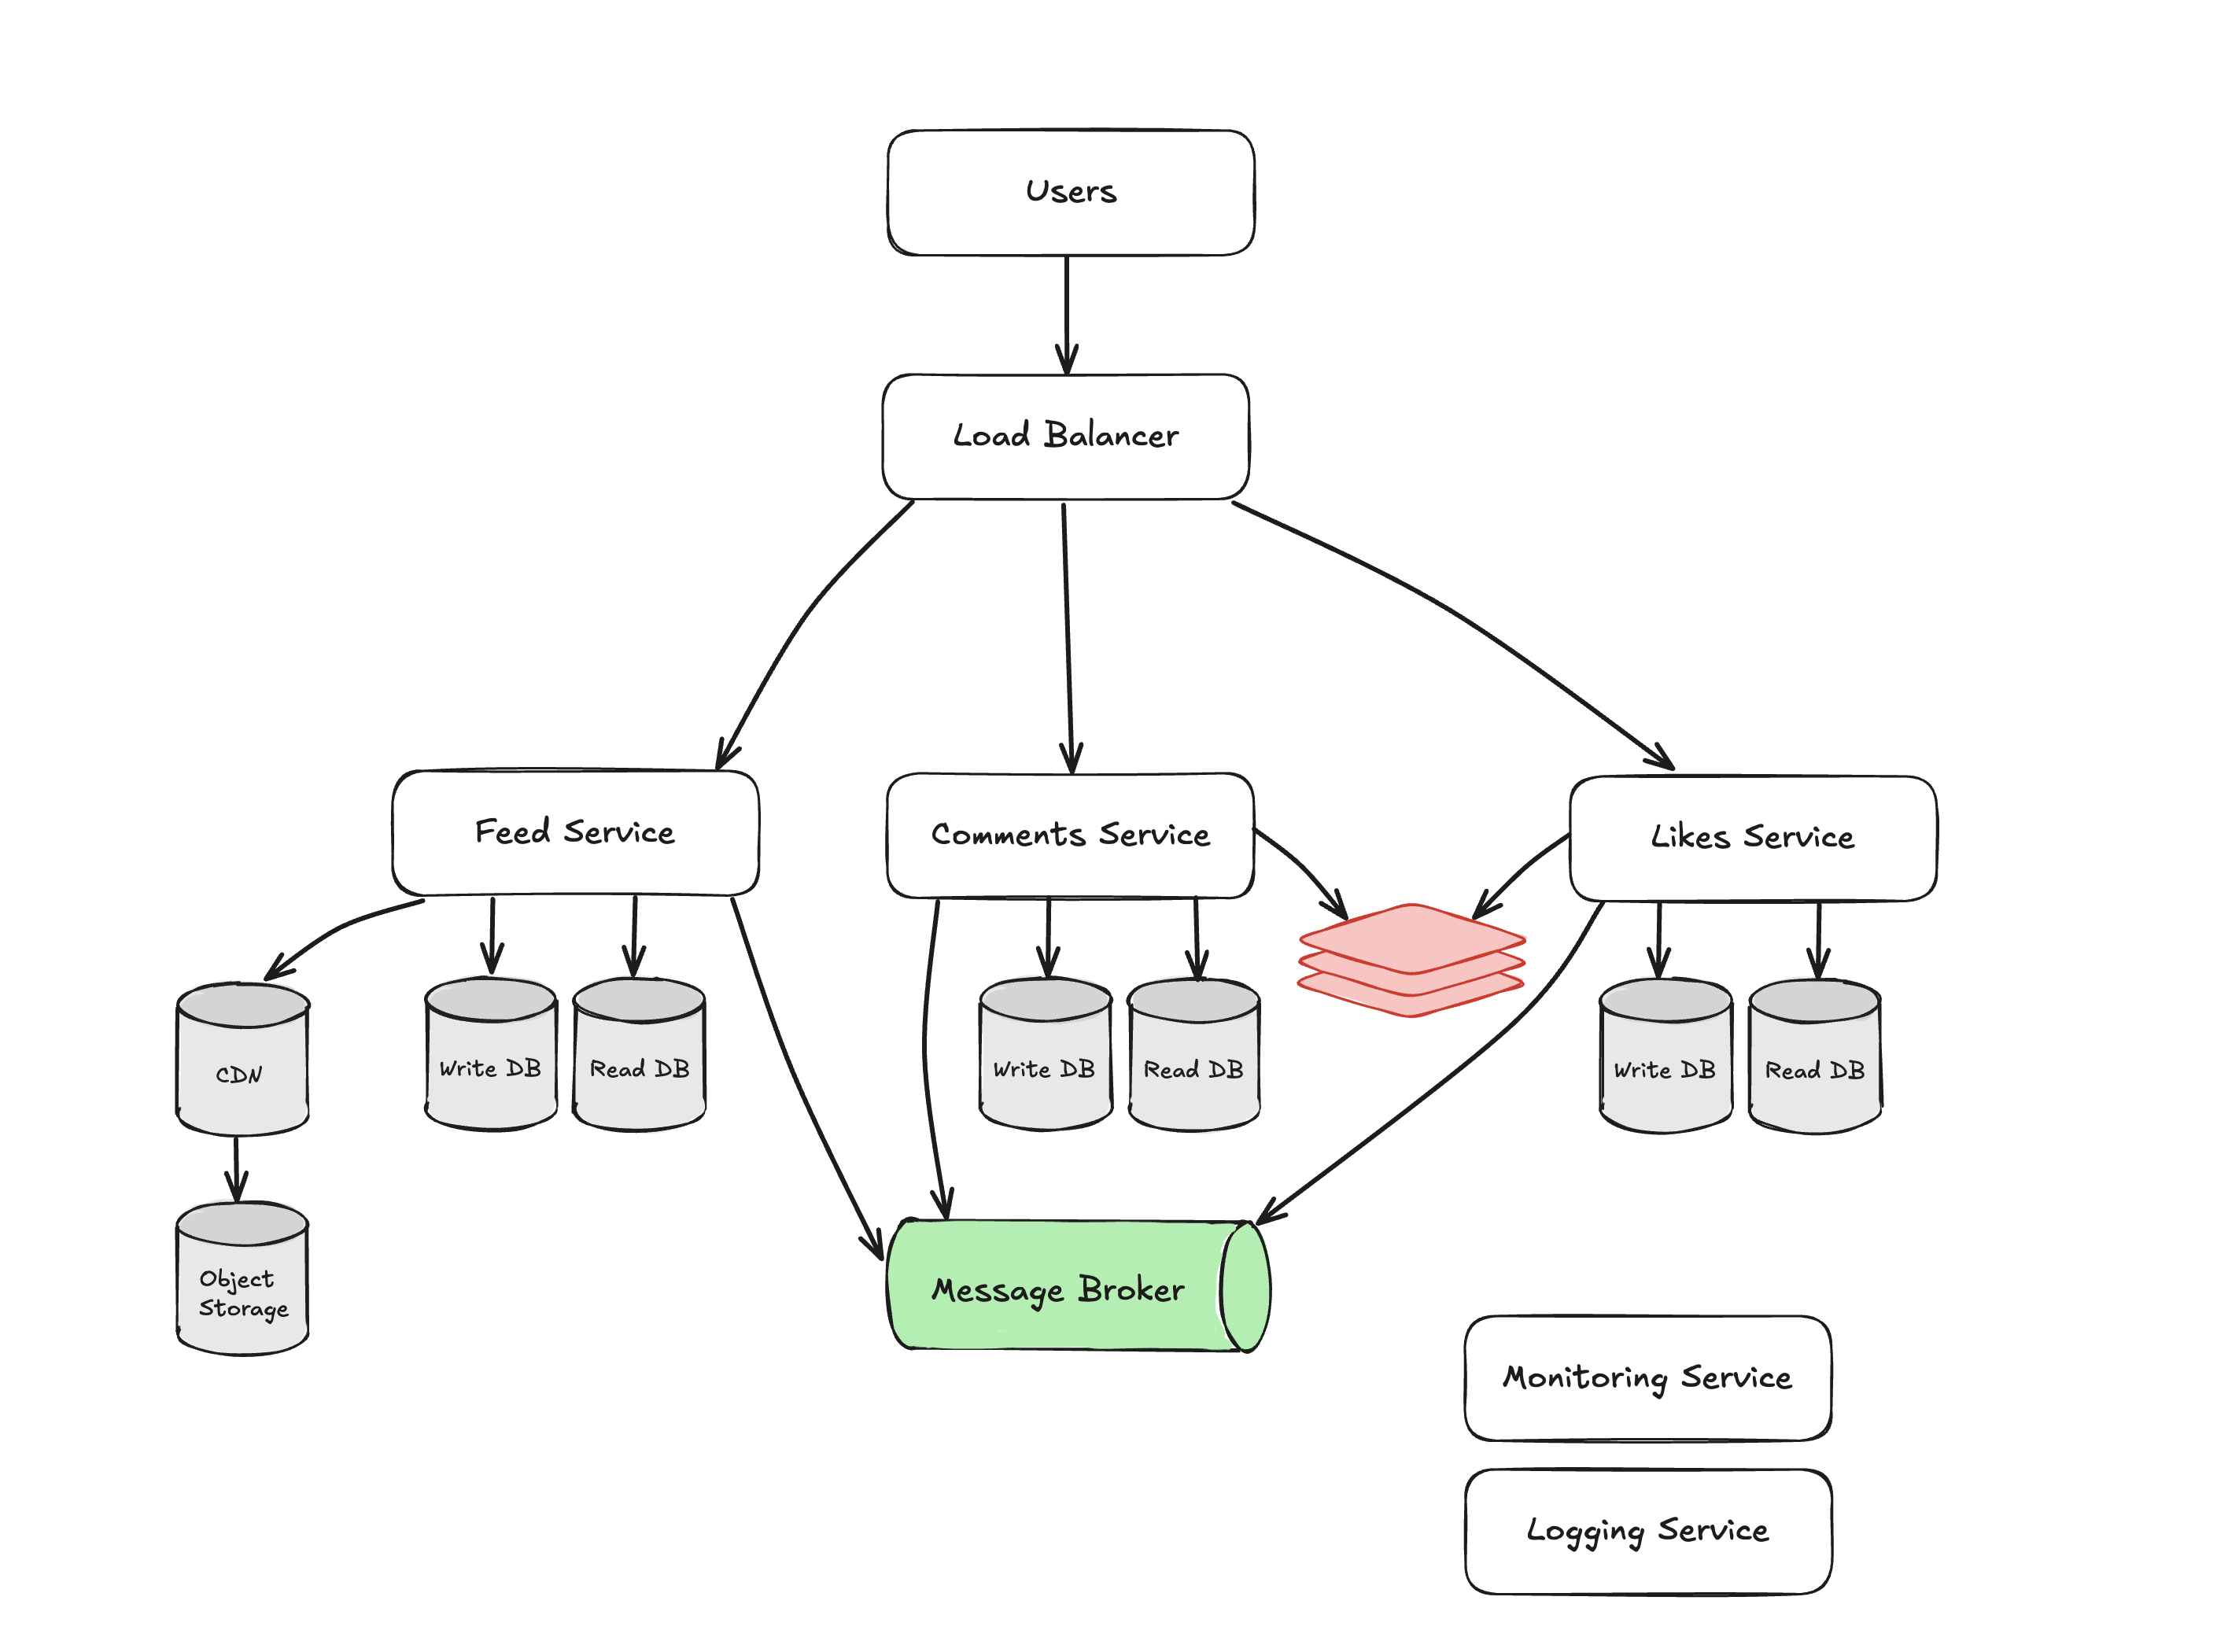 Users
Load Balancer
Feed Service
Comments Service
Likes Service
CDN
Write DB
Read DB
Write DB
Read DB
Write DB
Read DB
Object
Storage
Message Broker
Monitoring Service
Logging Service